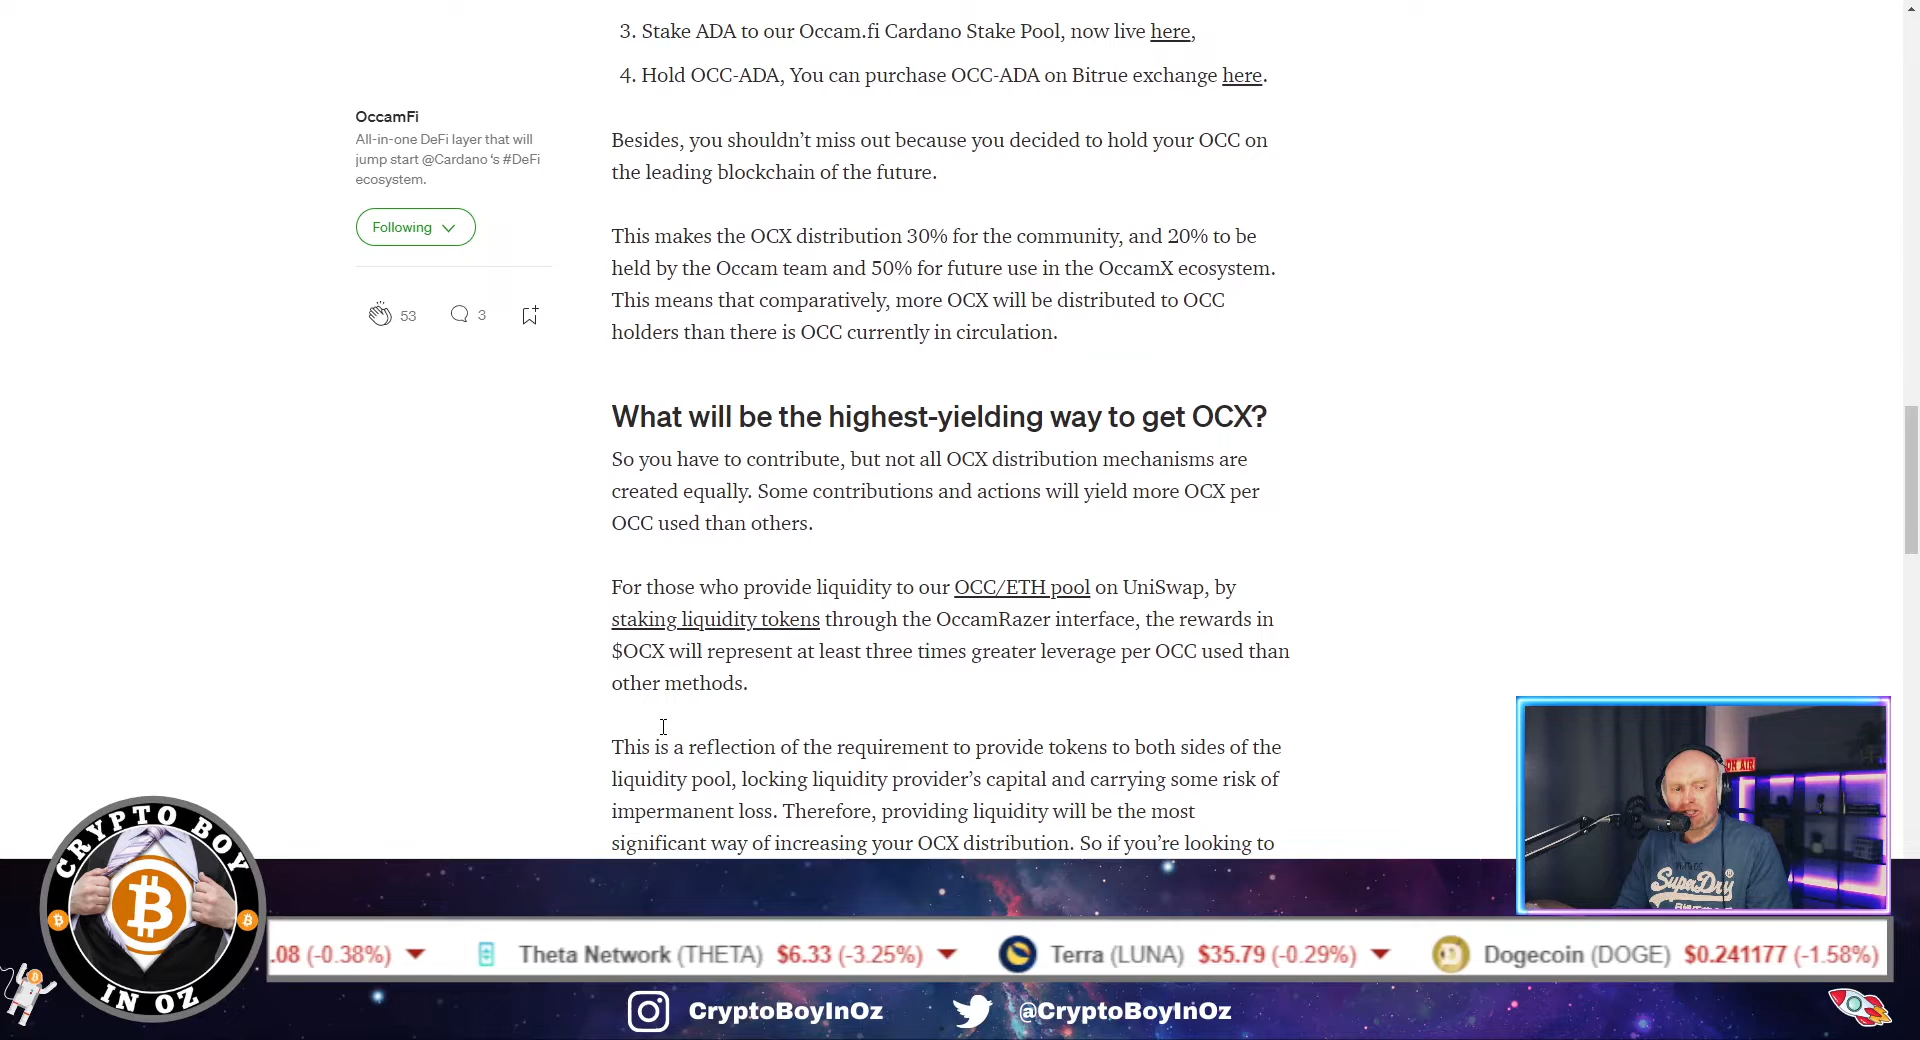 3. Stake ADA to our Occam.fi Cardano Stake Pool, now live here,
4. Hold OCC-ADA, You can purchase OCC-ADA on Bitrue exchange here.
OccamFi
All-in-one DeFi layer that will
jump start @Cardano ‘s #DeFi
ecosystem.
Following
53
3
Besides, you shouldn’t miss out because you decided to hold your OCC on
the leading blockchain of the future.
This makes the OCX distribution 30% for the community, and 20% to be
held by the Occam team and 50% for future use in the OccamX ecosystem.
This means that comparatively, more OCX will be distributed to OCC
holders than there is OCC currently in circulation.
What will be the highest-yielding way to get OCX?
So you have to contribute, but not all OCX distribution mechanisms are
created equally. Some contributions and actions will yield more OCX per
OCC used than others.
For those who provide liquidity to our OCC/ETH pool on UniSwap, by
staking liquidity tokens through the OccamRazer interface, the rewards in
$OCX will represent at least three times greater leverage per OCC used than
other methods.
This is a reflection of the requirement to provide tokens to both sides of the
liquidity pool, locking liquidity provider’s capital and carrying some risk of
impermanent loss. Therefore, providing liquidity will be the most
significant way of increasing your OCX distribution. So if you’re looking to
ON AIR
SuperDry
CRYPTO BOY
IN OZ
.08 (-0.38%) Theta Network (THETA) $6.33 (-3.25%) Terra (LUNA) $35.79 (-0.29%) Dogecoin (DOGE) $0.241177 (-1.58%)
CryptoBoyInOz @CryptoBoyInOz